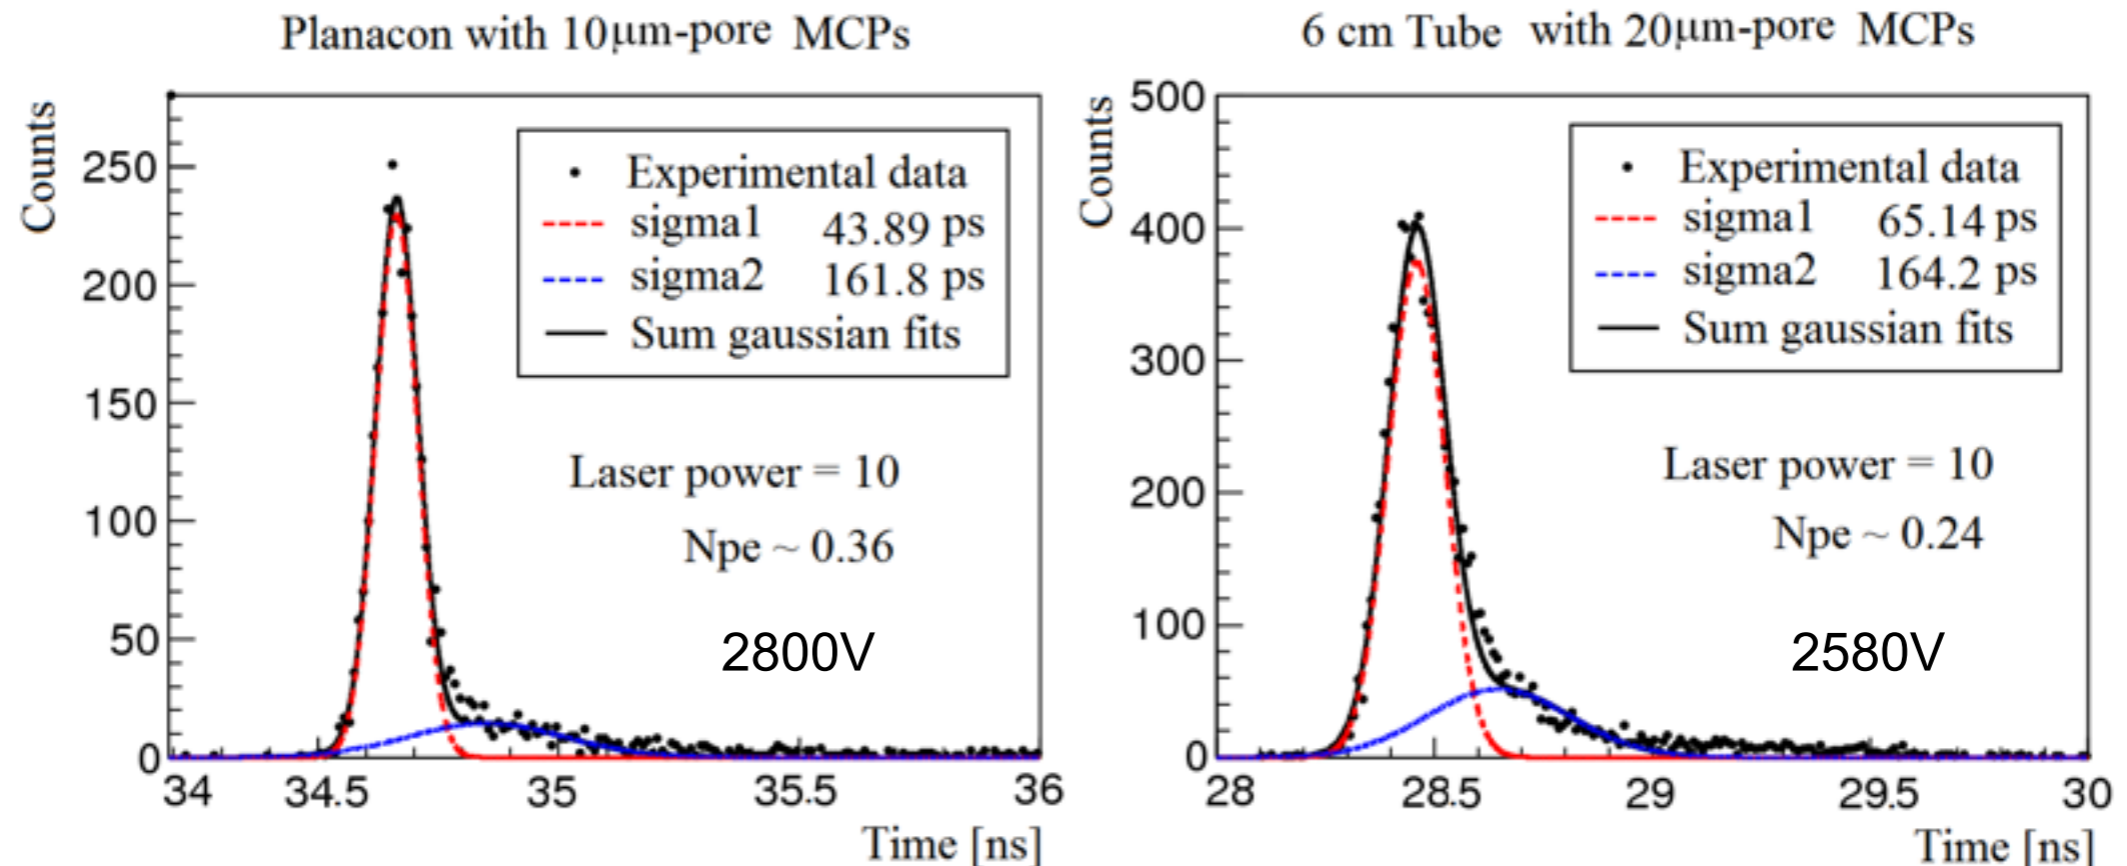 Planacon with 10μm-pore MCPs
Counts
250
200
150
100
50
0
34
34.5
35
35.5
36
Time [ns]
Experimental data
sigma1 43.89 ps
sigma2 161.8 ps
Sum gaussian fits
Laser power = 10
Npe ~ 0.36
2800V
6 cm Tube with 20μm-pore MCPs
Counts
500
400
300
200
100
0
28
28.5
29
29.5
30
Time [ns]
Experimental data
sigma1 65.14 ps
sigma2 164.2 ps
Sum gaussian fits
Laser power = 10
Npe ~ 0.24
2580V